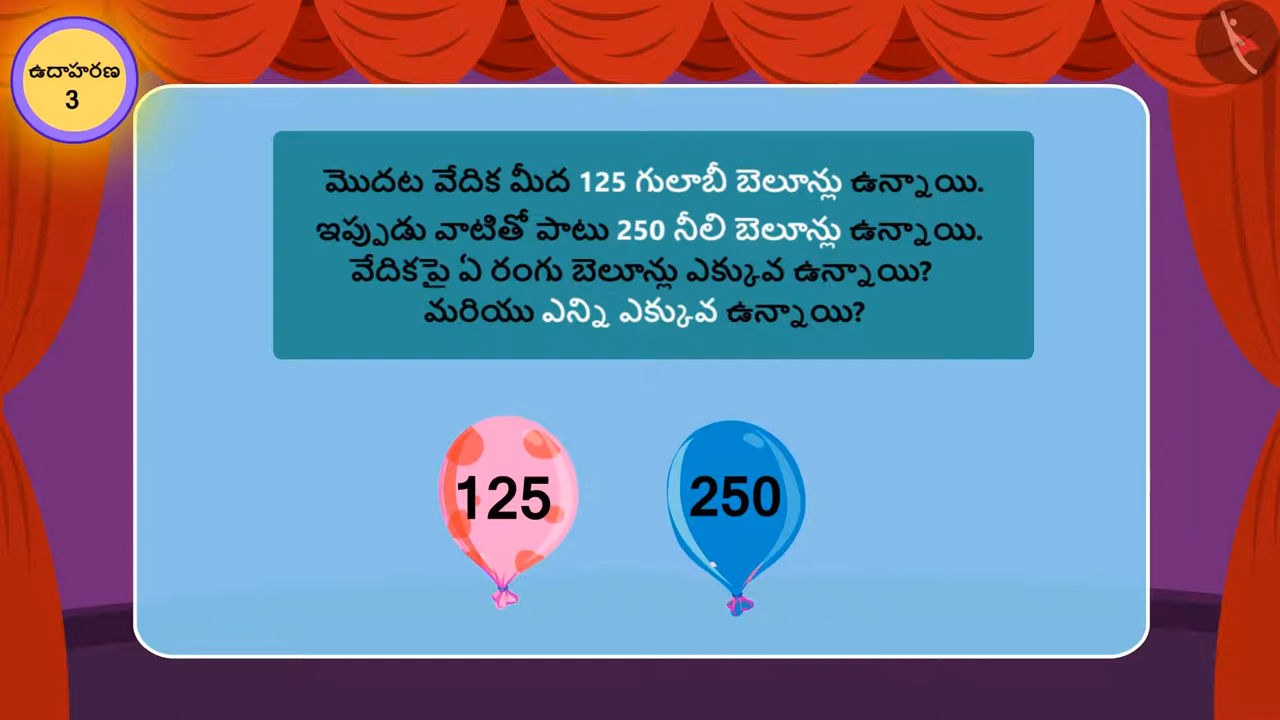 ఉదాహరణ
3
మొదట వేదిక మీద 125 గులాబీ బెలూన్లు ఉన్నాయి.
ఇప్పుడు వాటితో పాటు 250 నీలి బెలూన్లు ఉన్నాయి.
వేదికపై ఏ రంగు బెలూన్లు ఎక్కువ ఉన్నాయి?
మరియు ఎన్ని ఎక్కువ ఉన్నాయి?
125 250